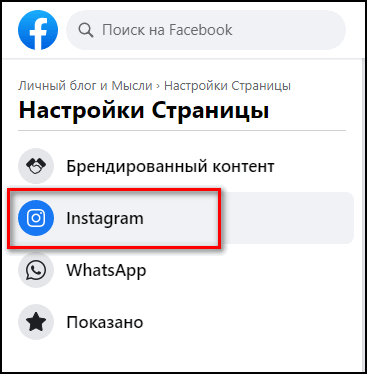 Поиск на Facebook
Личный блог и Мысли › Настройки Страницы
Настройки Страницы
Брендированный контент
Instagram
WhatsApp
Показано